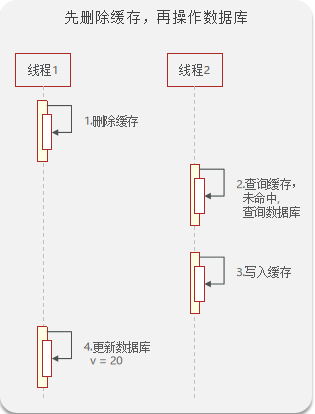 先删除缓存，再操作数据库
线程1
线程2
1.删除缓存
2.查询缓存，
未命中,
查询数据库
3.写入缓存
4.更新数据库
v = 20